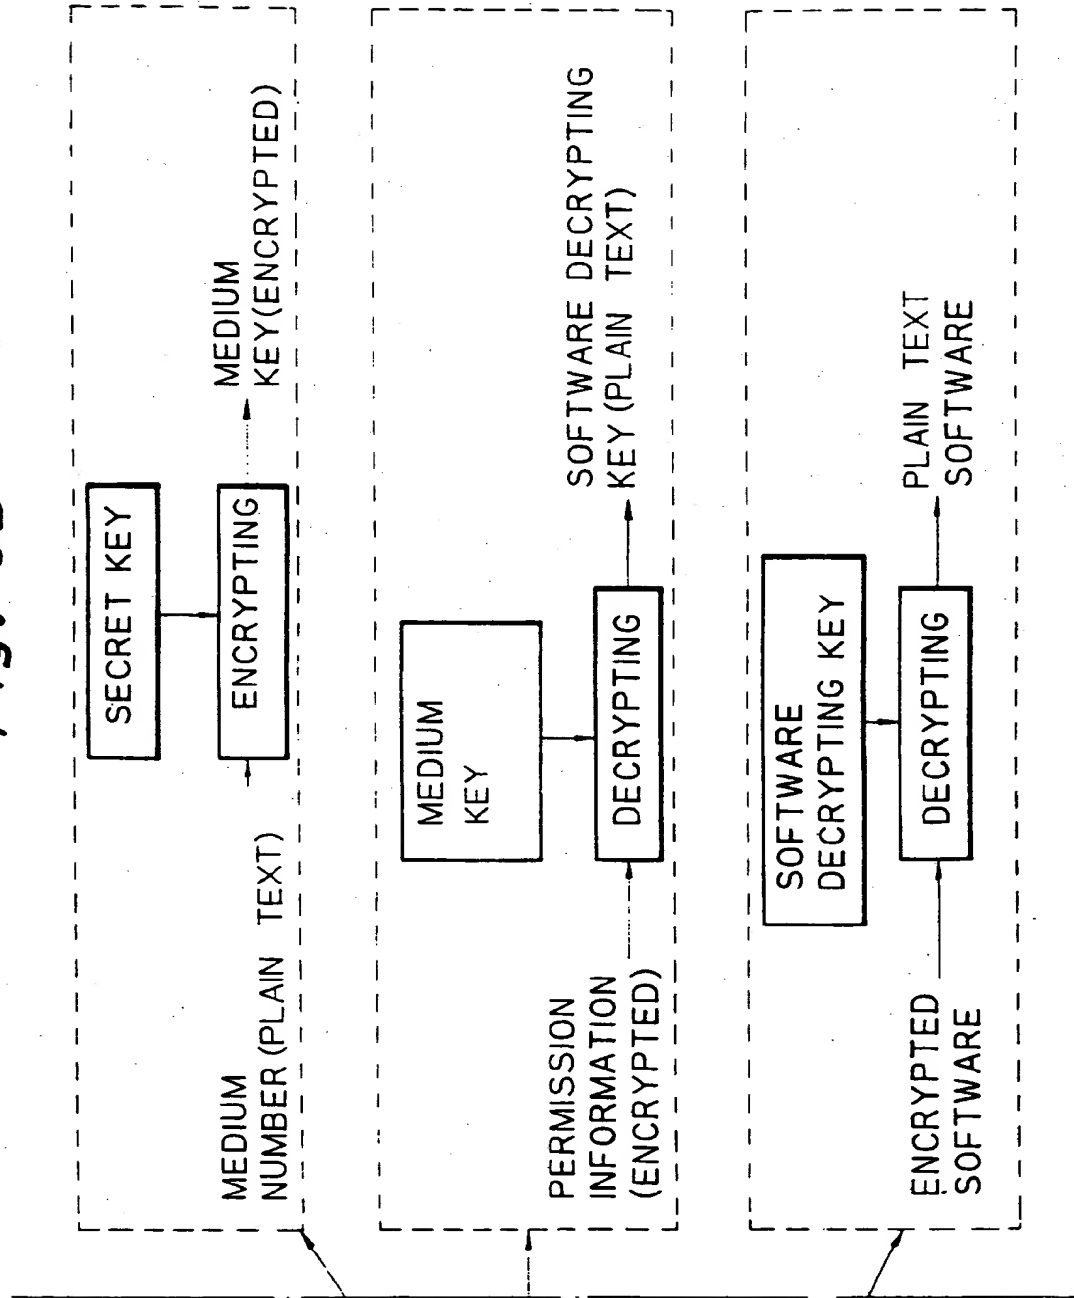 SECRET KEY
MEDIUM
NUMBER (PLAIN TEXT)
ENCRYPTING
MEDIUM
KEY(ENCRYPTED)
MEDIUM
KEY
PERMISSION
INFORMATION
(ENCRYPTED)
DECRYPTING
SOFTWARE DECRYPTING
KEY (PLAIN TEXT)
SOFTWARE
DECRYPTING KEY
ENCRYPTED
SOFTWARE
DECRYPTING
PLAIN TEXT
SOFTWARE